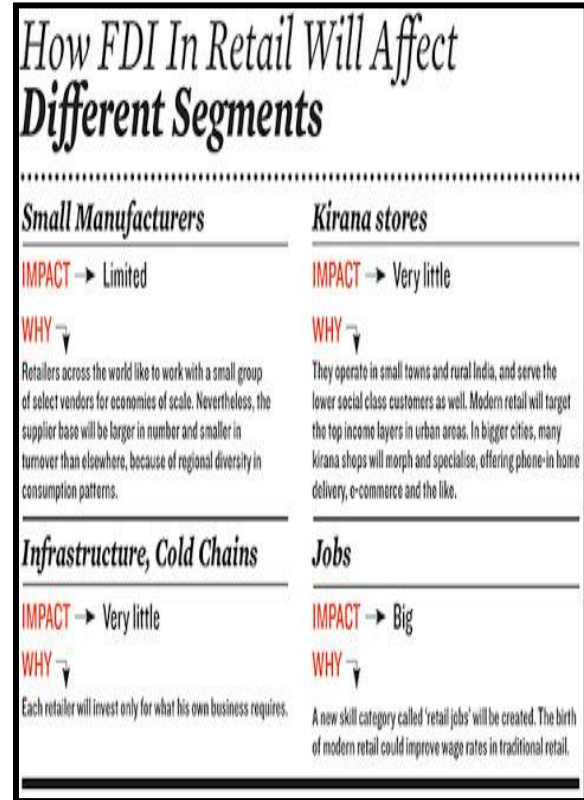 How FDI In Retail Will Affect
Different Segments
Small Manufacturers
IMPACT → Limited
WHY
Retailers across the world like to work with a small group
of select vendors for economies of scale. Nevertheless, the
supplier base will be larger in number and smaller in
turnover than elsewhere, because of regional diversity in
consumption patterns.
Kirana stores
IMPACT → Very little
WHY
They operate in small towns and rural India, and serve the
lower social class customers as well. Modern retail will target
the top income layers in urban areas. In bigger cities, many
kirana shops will morph and specialise, offering phone-in home
delivery, e-commerce and the like.
Infrastructure, Cold Chains
IMPACT → Very little
WHY
Each retailer will invest only for what his own business requires.
Jobs
IMPACT → Big
WHY
A new skill category called 'retail jobs' will be created. The birth
of modern retail could improve wage rates in traditional retail.